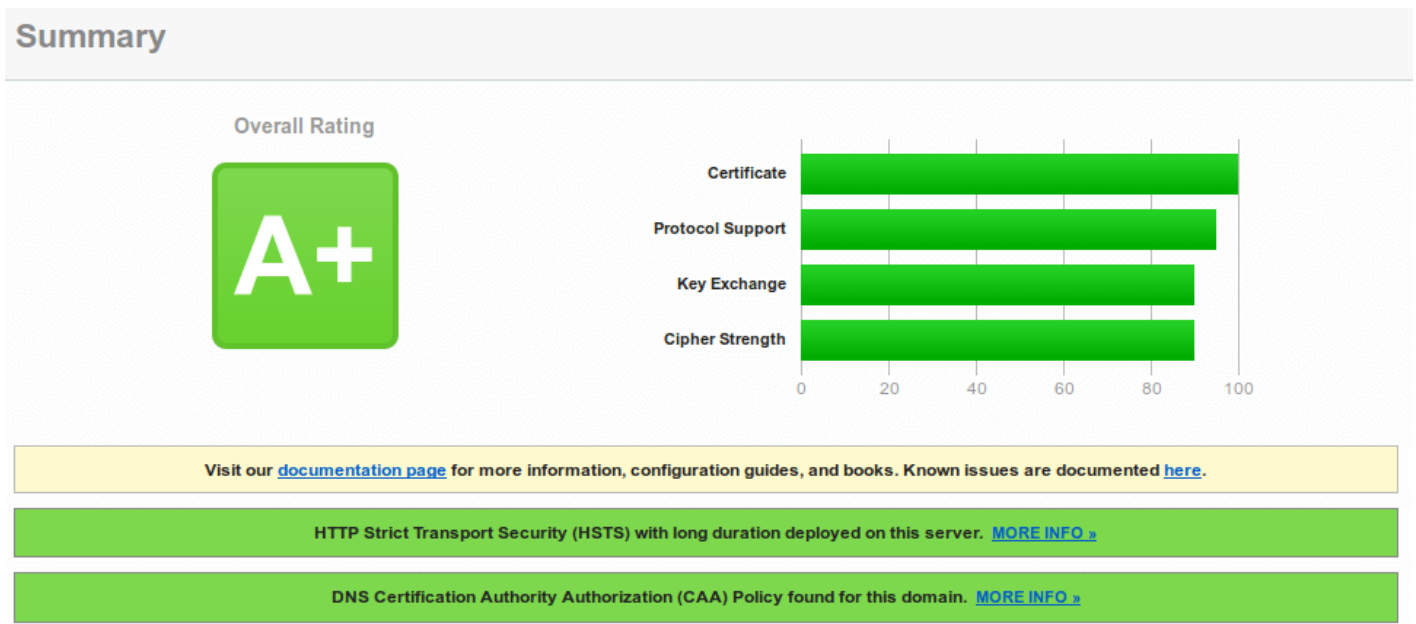 Summary
Overall Rating
A+
Certificate
Protocol Support
Key Exchange
Cipher Strength
0 20 40 60 80 100
Visit our documentation page for more information, configuration guides, and books. Known issues are documented here.
HTTP Strict Transport Security (HSTS) with long duration deployed on this server. MORE INFO »
DNS Certification Authority Authorization (CAA) Policy found for this domain. MORE INFO »